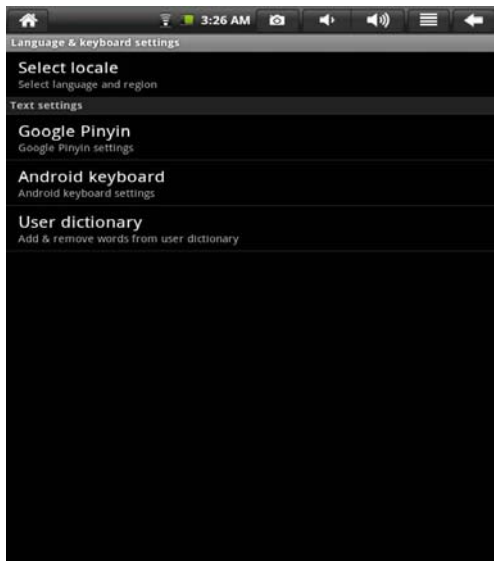 3:26 AM
Language & keyboard settings
Select locale
Select language and region
Text settings
Google Pinyin
Google Pinyin settings
Android keyboard
Android keyboard settings
User dictionary
Add & remove words from user dictionary